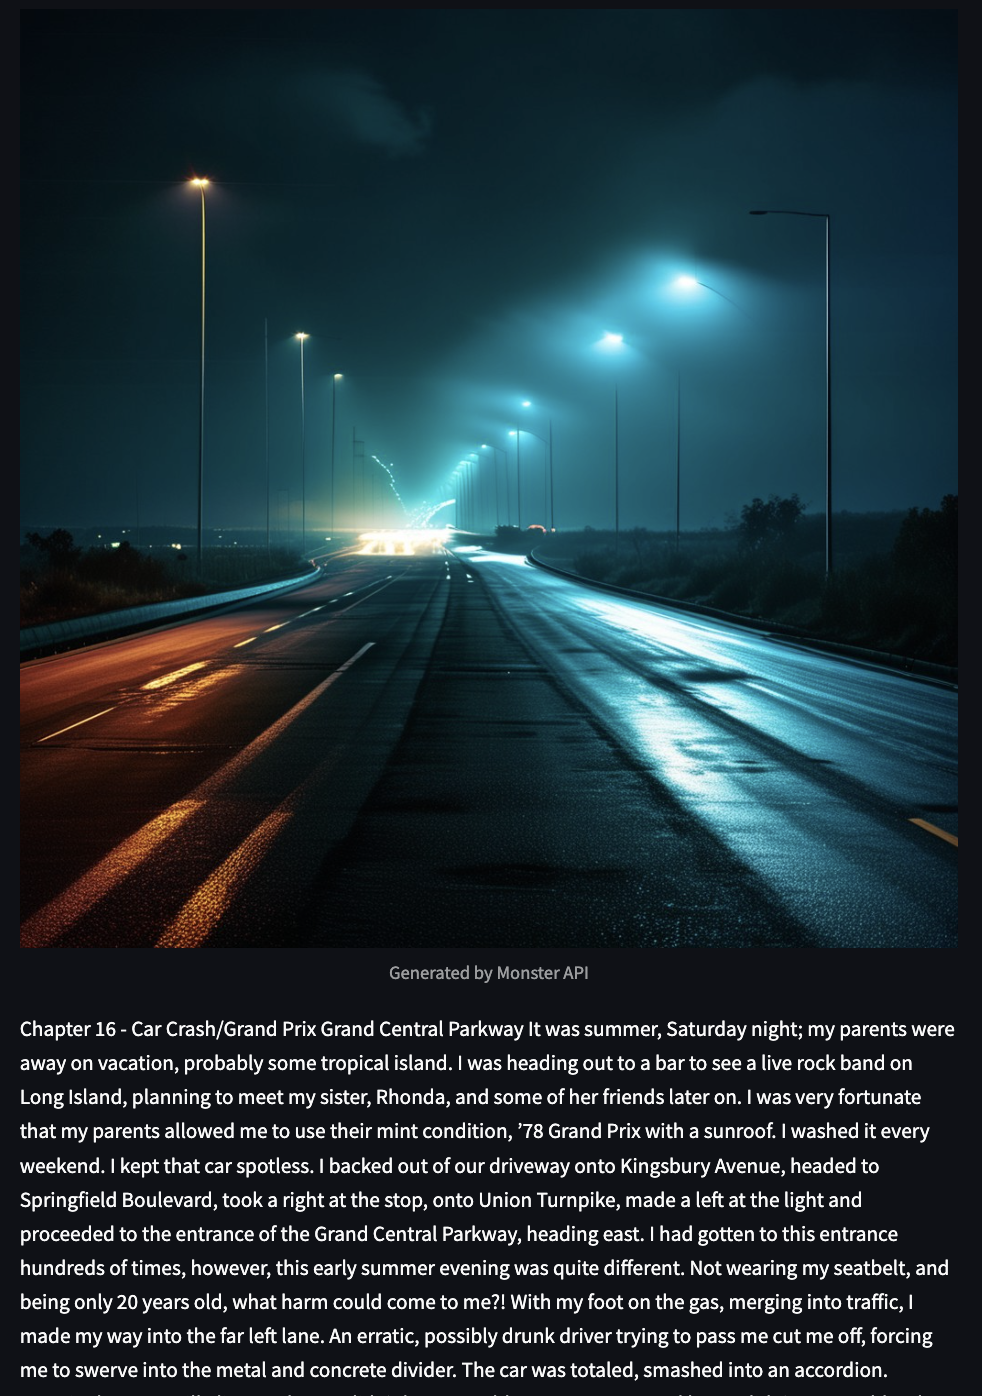 Generated by Monster API
Chapter 16 - Car Crash/Grand Prix Grand Central Parkway It was summer, Saturday night; my parents were
away on vacation, probably some tropical island. I was heading out to a bar to see a live rock band on
Long Island, planning to meet my sister, Rhonda, and some of her friends later on. I was very fortunate
that my parents allowed me to use their mint condition, ’78 Grand Prix with a sunroof. I washed it every
weekend. I kept that car spotless. I backed out of our driveway onto Kingsbury Avenue, headed to
Springfield Boulevard, took a right at the stop, onto Union Turnpike, made a left at the light and
proceeded to the entrance of the Grand Central Parkway, heading east. I had gotten to this entrance
hundreds of times, however, this early summer evening was quite different. Not wearing my seatbelt, and
being only 20 years old, what harm could come to me?! With my foot on the gas, merging into traffic, I
made my way into the far left lane. An erratic, possibly drunk driver trying to pass me cut me off, forcing
me to swerve into the metal and concrete divider. The car was totaled, smashed into an accordion.